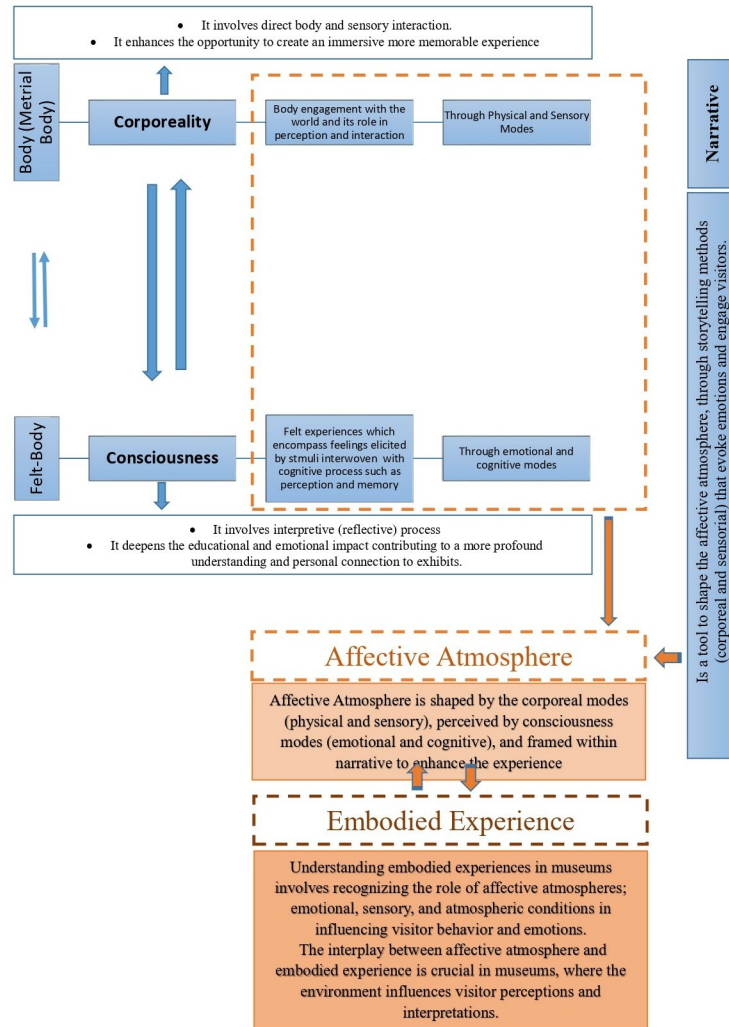 • It involves direct body and sensory interaction.
• It enhances the opportunity to create an immersive more memorable experience
Body (Metrial
Body)
Corporeality
Body engagement with the
world and its role in
perception and interaction
Through Physical and Sensory
Modes
Narrative
Is a tool to shape the affective atmosphere, through storytelling methods
(corporeal and sensorial) that evoke emotions and engage visitors.
Felt-Body
Consciousness
Felt experiences which
encompass feelings elicited
by stmuli interwoven with
cognitive process such as
perception and memory
Through emotional and
cognitive modes
• It involves interpretive (reflective) process
• It deepens the educational and emotional impact contributing to a more profound
understanding and personal connection to exhibits.
Affective Atmosphere
Affective Atmosphere is shaped by the corporeal modes
(physical and sensory), perceived by consciousness
modes (emotional and cognitive), and framed within
narrative to enhance the experience
Embodied Experience
Understanding embodied experiences in museums
involves recognizing the role of affective atmospheres;
emotional, sensory, and atmospheric conditions in
influencing visitor behavior and emotions.
The interplay between affective atmosphere and
embodied experience is crucial in museums, where the
environment influences visitor perceptions and
interpretations.